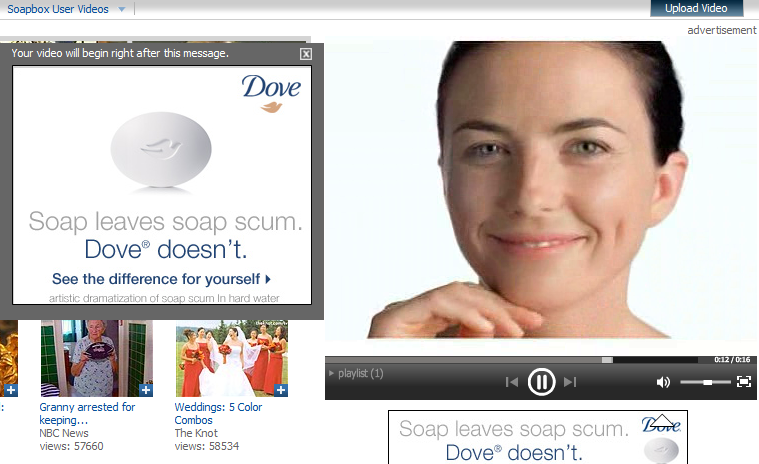 Soapbox User Videos
Upload Video
advertisement
Your video will begin right after this message.
Dove
Soap leaves soap scum.
Dove® doesn't.
See the difference for yourself
artistic dramatization of soap scum In hard water
0:12 / 0:16
playlist (1)
Granny arrested for
keeping...
NBC News
views: 57660
Weddings: 5 Color
Combos
The Knot
views: 58534
Soap leaves soap scum.
Dove
Dove® doesn't.